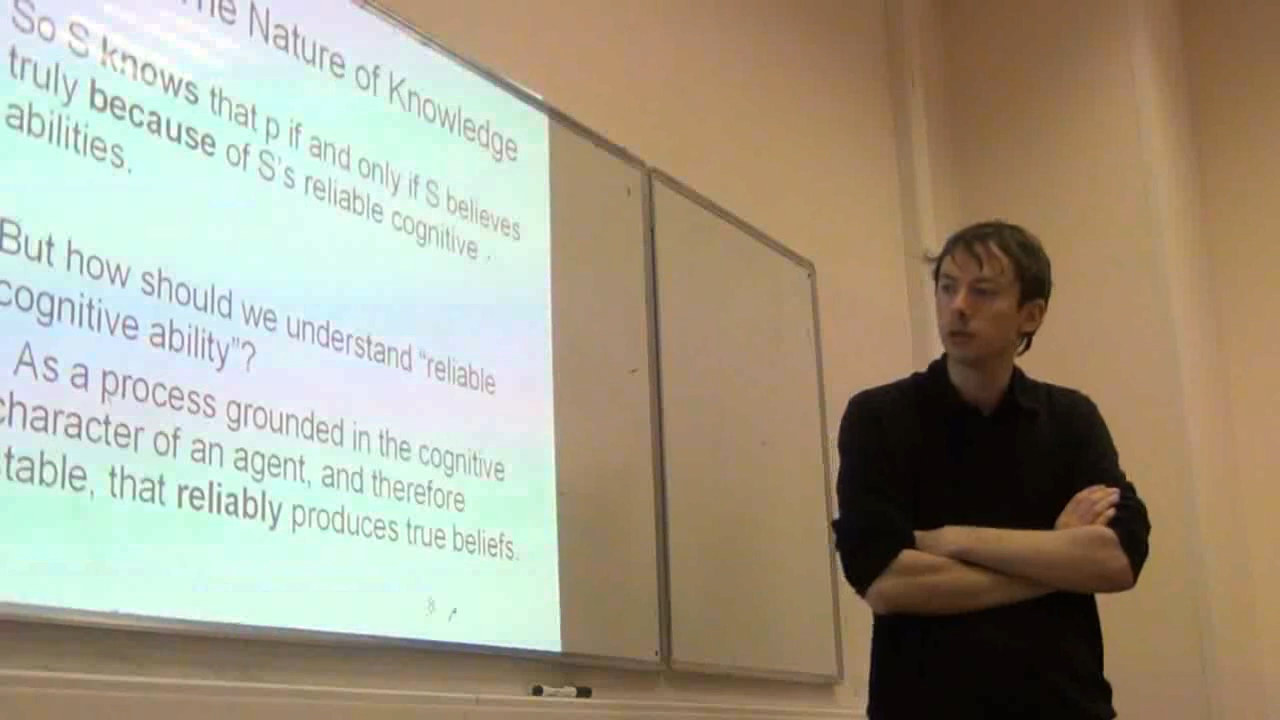 The Nature of Knowledge
So S knows that p if and only if S believes
truly because of S's reliable cognitive
abilities.
But how should we understand “reliable
cognitive ability”?
As a process grounded in the cognitive
character of an agent, and therefore
stable, that reliably produces true beliefs.